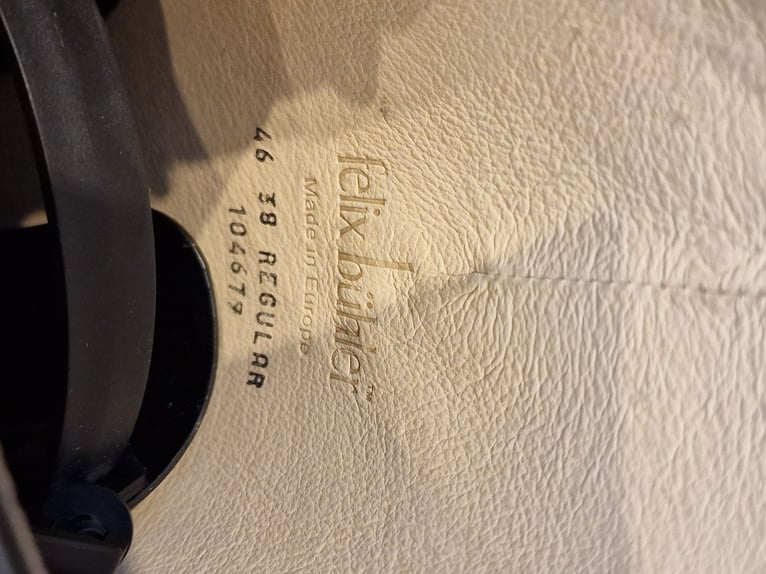 felix bühler™
Made in Europe
46 38 REGULAR
104679